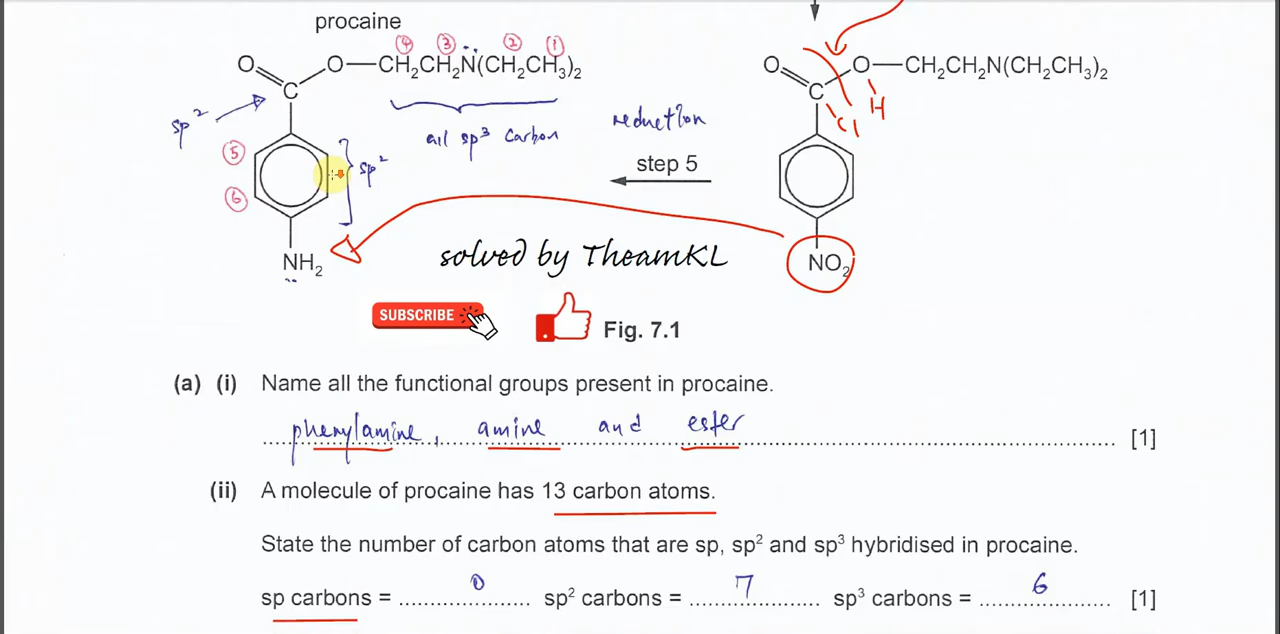 procaine
④ ③ ② ①
O O—CH₂CH₂N̈(CH₂CH₃)₂ O O—CH₂CH₂N(CH₂CH₃)₂
C C
H
Cl
sp²
all sp³ carbon
reduction
step 5
⑤
sp²
⑥
NH₂
NO₂
solved by TheamKL
SUBSCRIBE
Fig. 7.1
(a) (i) Name all the functional groups present in procaine.
phenylamine, amine and ester [1]
(ii) A molecule of procaine has 13 carbon atoms.
State the number of carbon atoms that are sp, sp² and sp³ hybridised in procaine.
sp carbons = 0 sp² carbons = 7 sp³ carbons = 6 [1]